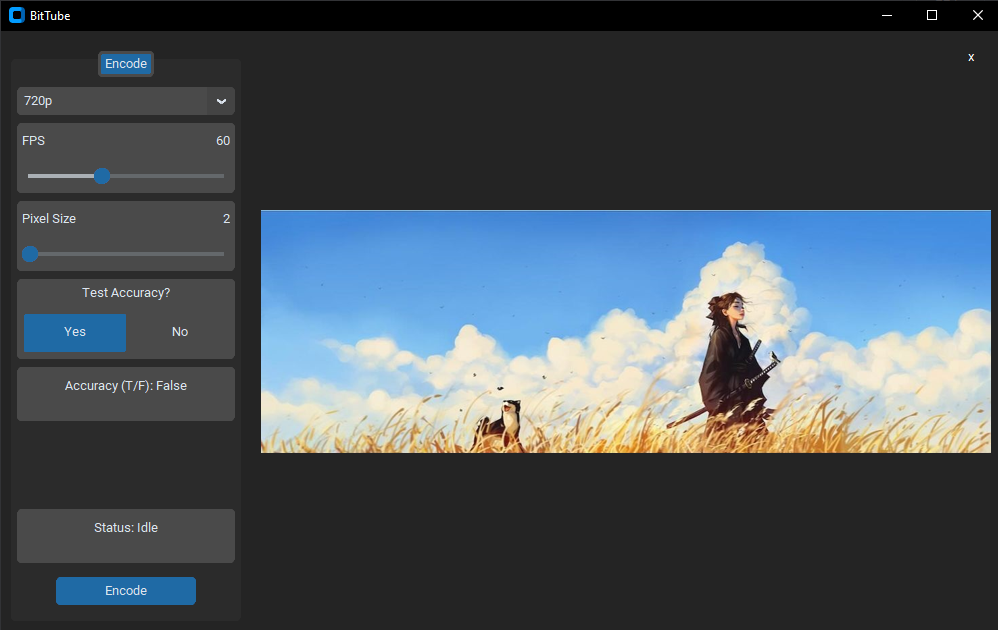 BitTube
x
Encode
720p
FPS 60
Pixel Size 2
Test Accuracy?
Yes No
Accuracy (T/F): False
Status: Idle
Encode